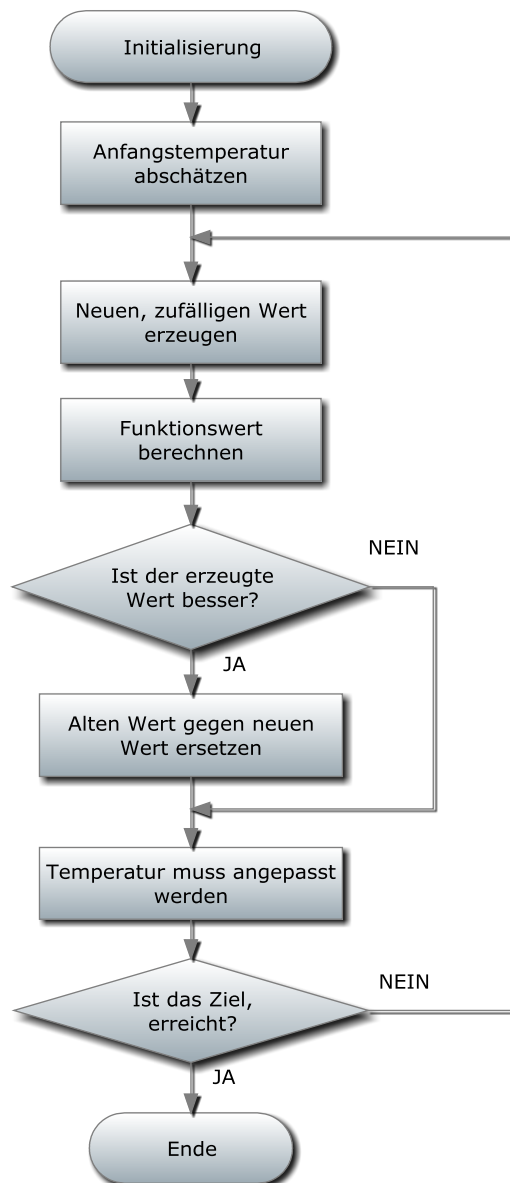 Initialisierung
Anfangstemperatur
abschätzen
Neuen, zufälligen Wert
erzeugen
Funktionswert
berechnen
Ist der erzeugte
Wert besser?
NEIN
JA
Alten Wert gegen neuen
Wert ersetzen
Temperatur muss angepasst
werden
Ist das Ziel,
erreicht?
NEIN
JA
Ende